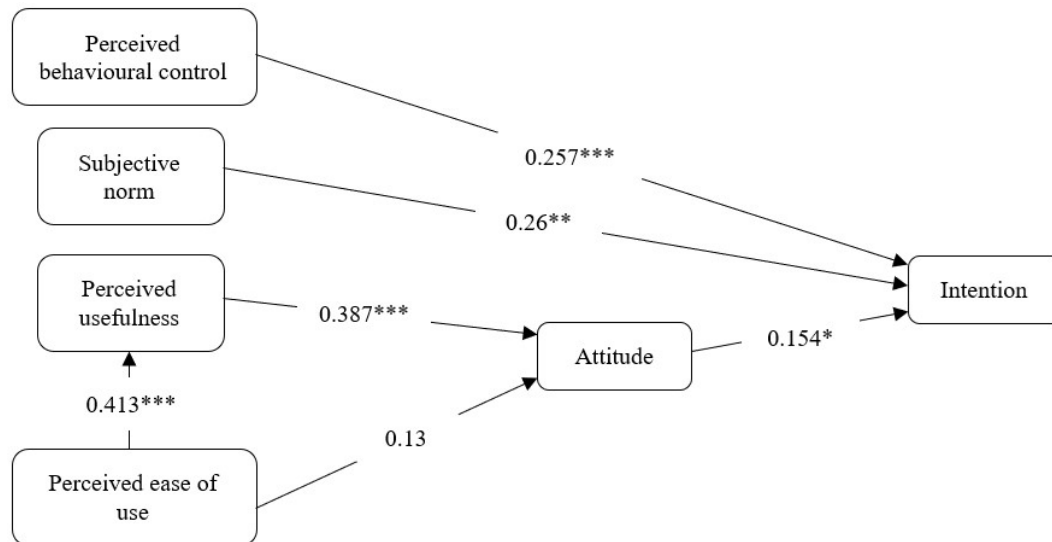 Perceived
behavioural control
0.257***
Subjective
norm
0.26**
Perceived
usefulness
0.387***
Intention
Attitude
0.154*
0.413***
0.13
Perceived ease of
use